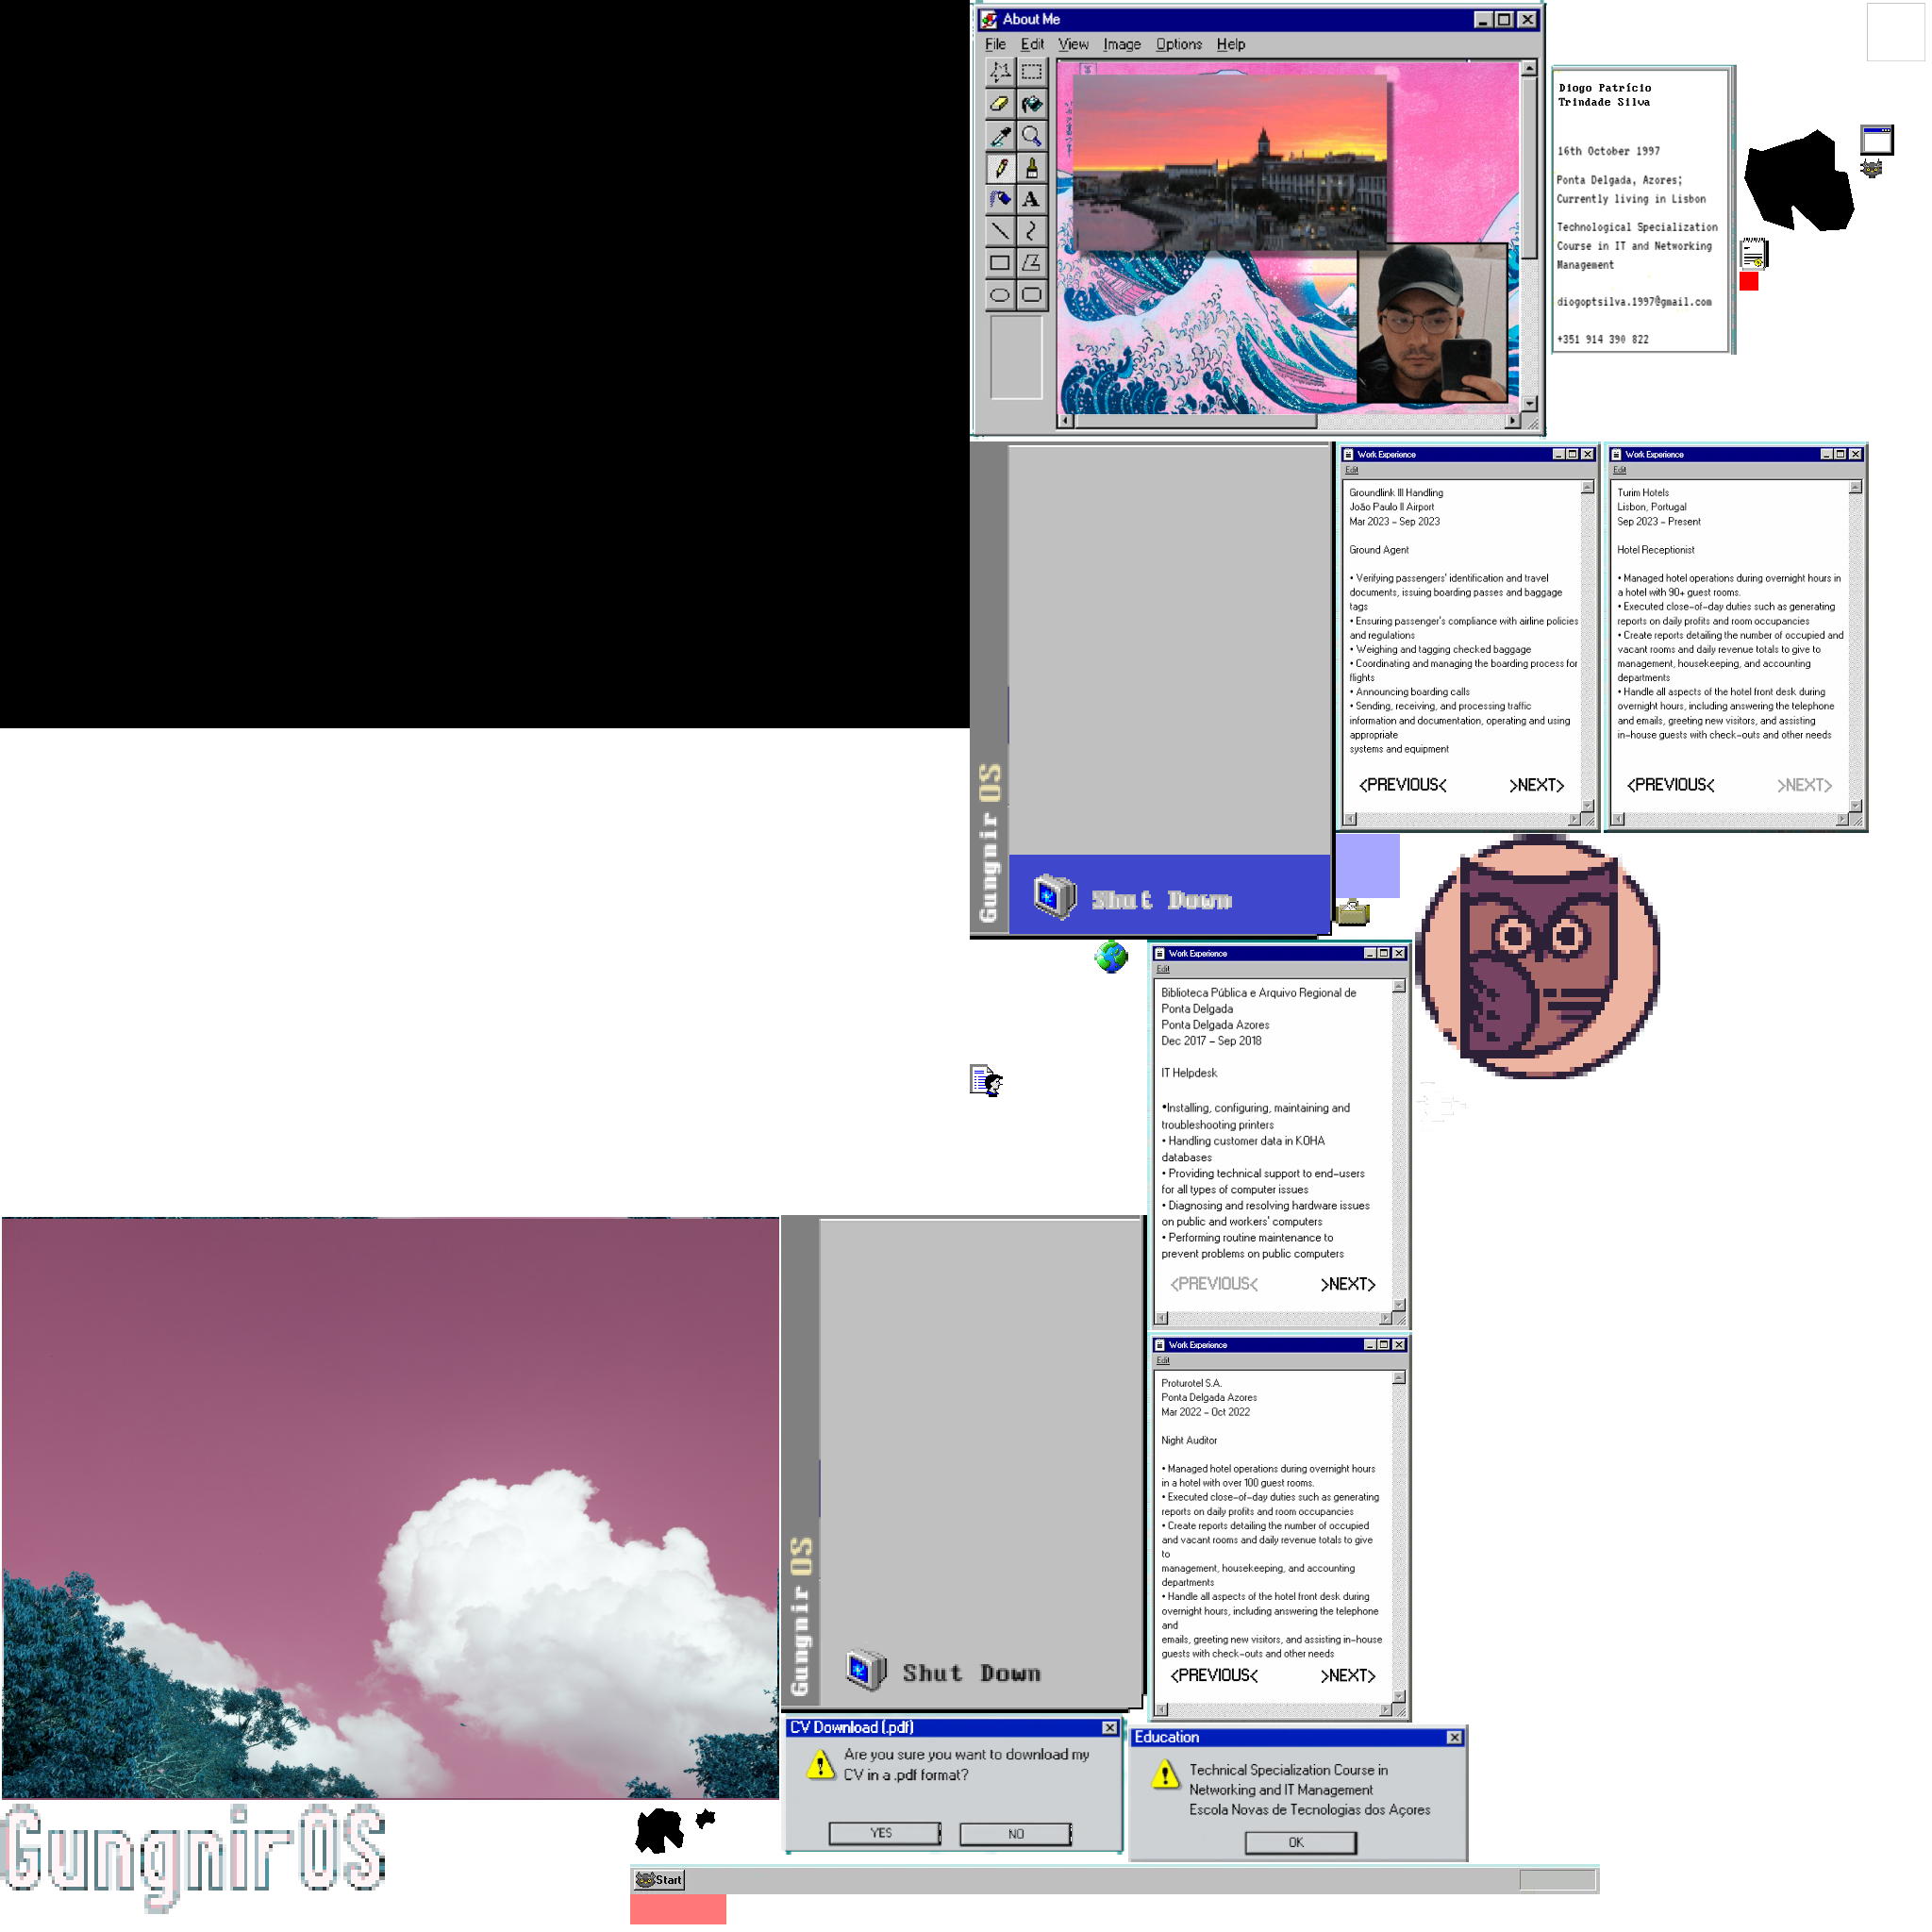 About Me
File Edit View Image Options Help
A
Diogo Patrício
Trindade Silva
16th October 1997
Ponta Delgada, Azores;
Currently living in Lisbon
Technological Specialization
Course in IT and Networking
Management
diogoptsilva.1997@gmail.com
+351 914 390 822
Gungnir OS
Shut Down
Work Experience
Edit
Groundlink III Handling
João Paulo II Airport
Mar 2023 - Sep 2023
Ground Agent
• Verifying passengers' identification and travel
documents, issuing boarding passes and baggage
tags
• Ensuring passenger's compliance with airline policies
and regulations
• Weighing and tagging checked baggage
• Coordinating and managing the boarding process for
flights
• Announcing boarding calls
• Sending, receiving, and processing traffic
information and documentation, operating and using
appropriate
systems and equipment
<PREVIOUS< >NEXT>
Work Experience
Edit
Turim Hotels
Lisbon, Portugal
Sep 2023 - Present
Hotel Receptionist
• Managed hotel operations during overnight hours in
a hotel with 90+ guest rooms.
• Executed close-of-day duties such as generating
reports on daily profits and room occupancies
• Create reports detailing the number of occupied and
vacant rooms and daily revenue totals to give to
management, housekeeping, and accounting
departments
• Handle all aspects of the hotel front desk during
overnight hours, including answering the telephone
and emails, greeting new visitors, and assisting
in-house guests with check-outs and other needs
<PREVIOUS< >NEXT>
Work Experience
Edit
Biblioteca Pública e Arquivo Regional de
Ponta Delgada
Ponta Delgada Azores
Dec 2017 - Sep 2018
IT Helpdesk
•Installing, configuring, maintaining and
troubleshooting printers
• Handling customer data in KOHA
databases
• Providing technical support to end-users
for all types of computer issues
• Diagnosing and resolving hardware issues
on public and workers' computers
• Performing routine maintenance to
prevent problems on public computers
<PREVIOUS< >NEXT>
Gungnir OS
Shut Down
Work Experience
Edit
Proturotel S.A.
Ponta Delgada Azores
Mar 2022 - Oct 2022
Night Auditor
• Managed hotel operations during overnight hours
in a hotel with over 100 guest rooms.
• Executed close-of-day duties such as generating
reports on daily profits and room occupancies
• Create reports detailing the number of occupied
and vacant rooms and daily revenue totals to give
to
management, housekeeping, and accounting
departments
• Handle all aspects of the hotel front desk during
overnight hours, including answering the telephone
and
emails, greeting new visitors, and assisting in-house
guests with check-outs and other needs
<PREVIOUS< >NEXT>
CV Download (.pdf)
Are you sure you want to download my
CV in a .pdf format?
YES NO
Education
Technical Specialization Course in
Networking and IT Management
Escola Novas de Tecnologias dos Açores
OK
GungnirOS
Start